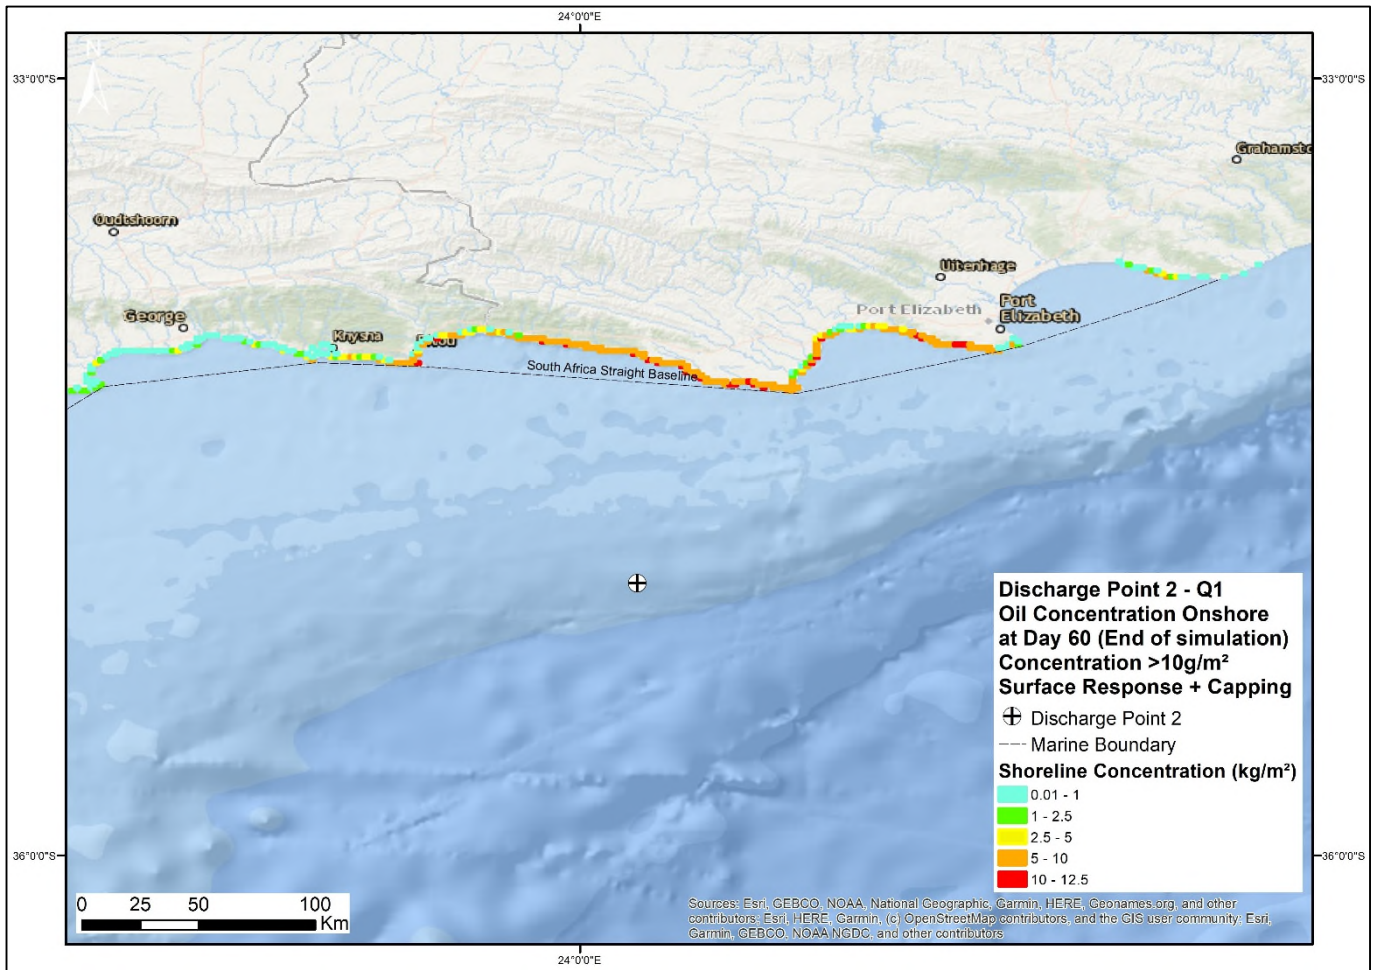 24°0'0"E
33°0'0"S
33°0'0"S
N
Grahamsto
Oudtshoorn
Uitenhage
Port Elizabeth
Port
Elizabeth
George
Knysna
South Africa Straight Baseline
Discharge Point 2 - Q1
Oil Concentration Onshore
at Day 60 (End of simulation)
Concentration >10g/m²
Surface Response + Capping
Discharge Point 2
Marine Boundary
Shoreline Concentration (kg/m²)
0.01 - 1
1 - 2.5
2.5 - 5
5 - 10
10 - 12.5
36°0'0"S
36°0'0"S
0 25 50 100
Km
Sources: Esri, GEBCO, NOAA, National Geographic, Garmin, HERE, Geonames.org, and other
contributors; Esri, HERE, Garmin, (c) OpenStreetMap contributors, and the GIS user community; Esri,
Garmin, GEBCO, NOAA NGDC, and other contributors
24°0'0"E